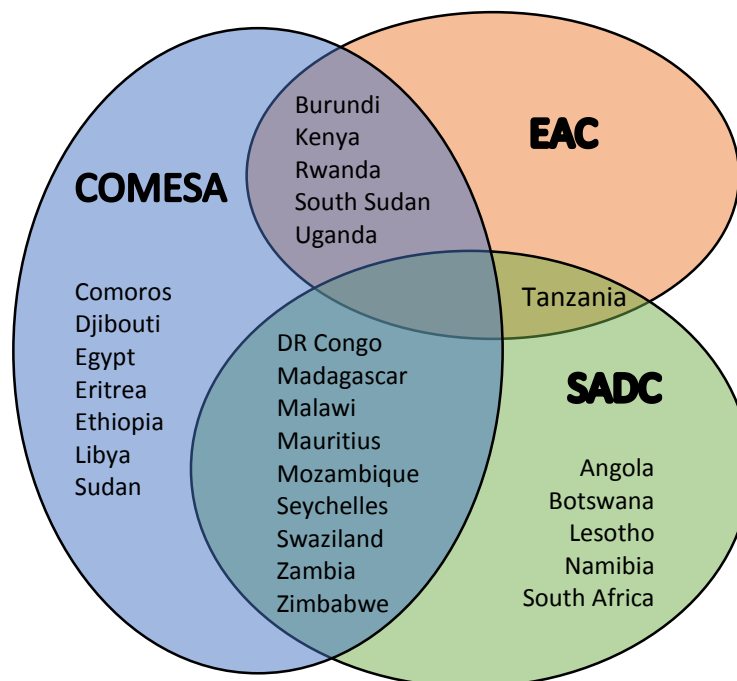 COMESA
EAC
SADC
Burundi
Kenya
Rwanda
South Sudan
Uganda
Tanzania
Comoros
Djibouti
Egypt
Eritrea
Ethiopia
Libya
Sudan
DR Congo
Madagascar
Malawi
Mauritius
Mozambique
Seychelles
Swaziland
Zambia
Zimbabwe
Angola
Botswana
Lesotho
Namibia
South Africa